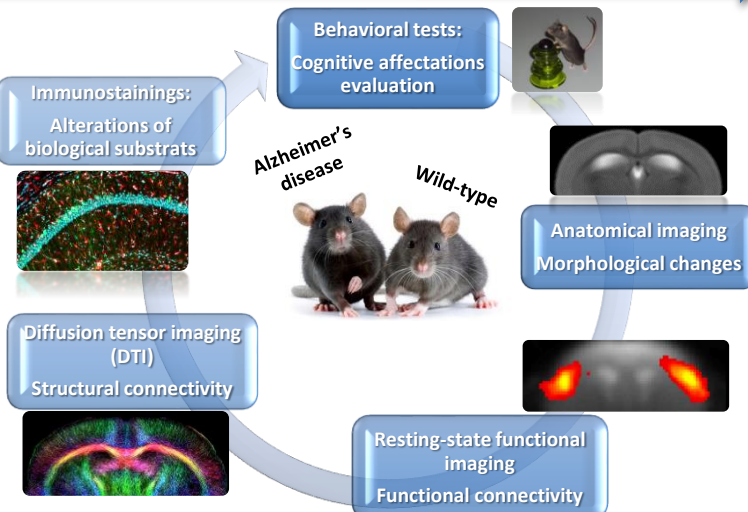 Behavioral tests:
Cognitive affectations
evaluation
Immunostainings:
Alterations of
biological substrats
Alzheimer's
disease
Wild-type
Anatomical imaging
Morphological changes
Diffusion tensor imaging
(DTI)
Structural connectivity
Resting-state functional
imaging
Functional connectivity